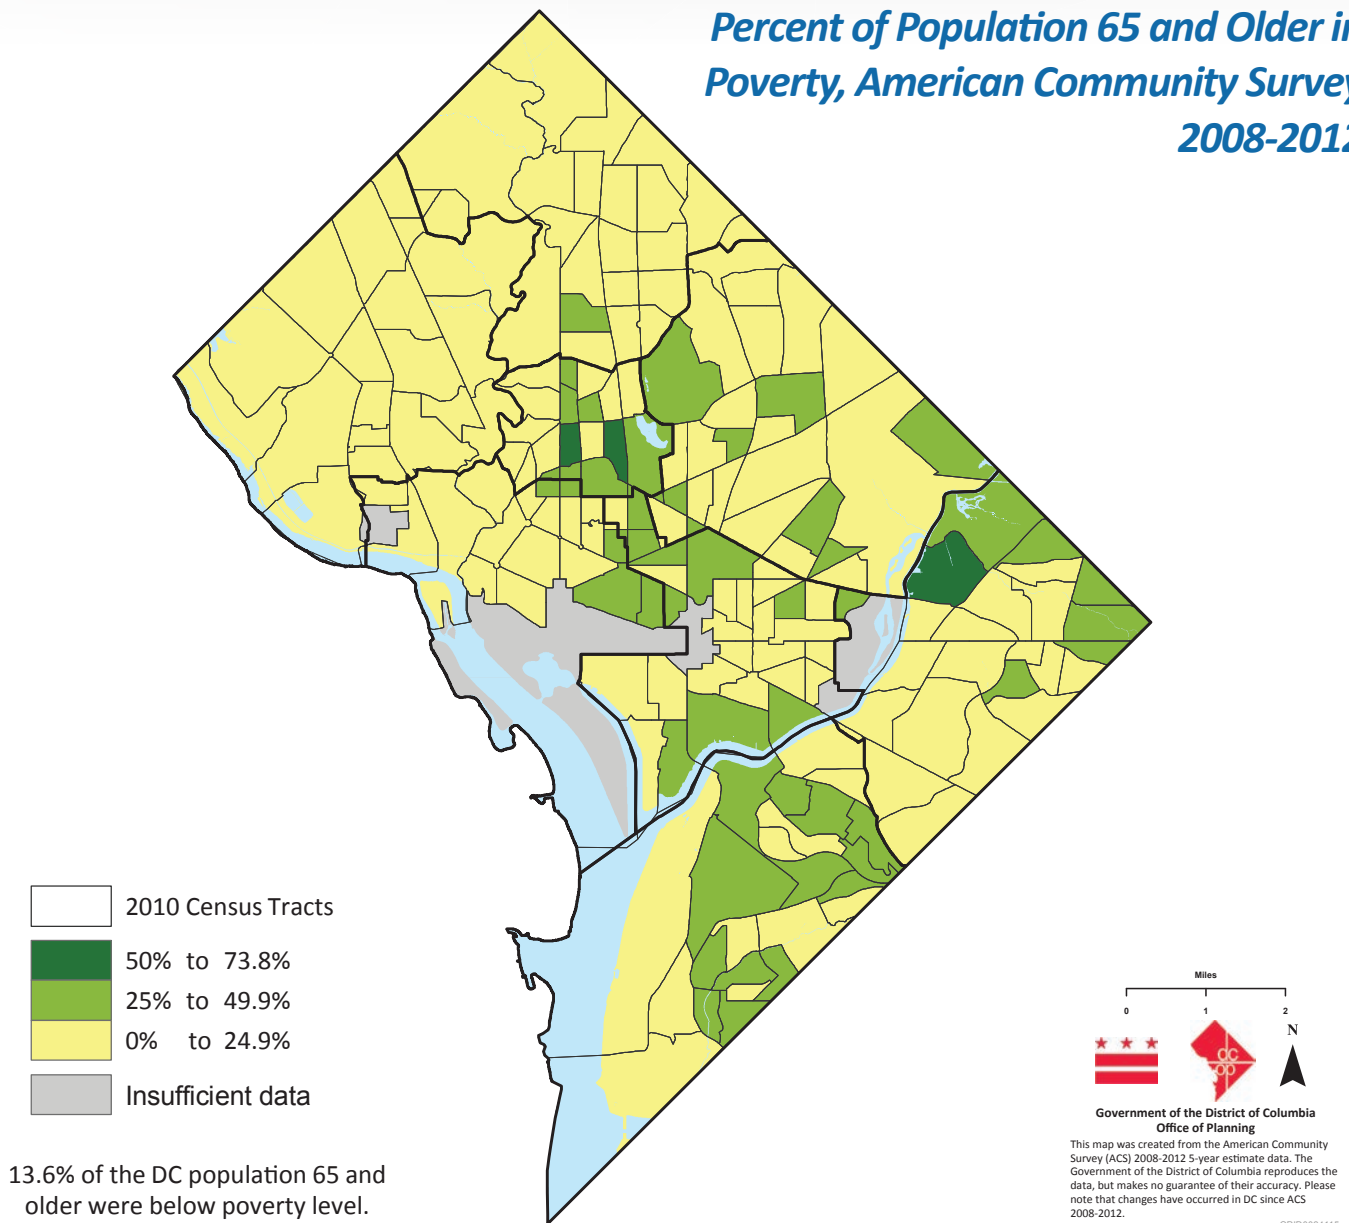 Percent of Population 65 and Older in
Poverty, American Community Survey
2008-2012
2010 Census Tracts
50% to 73.8%
25% to 49.9%
0% to 24.9%
Insufficient data
13.6% of the DC population 65 and
older were below poverty level.
Miles
0 1 2
N
dc
op
Government of the District of Columbia
Office of Planning
This map was created from the American Community
Survey (ACS) 2008-2012 5-year estimate data. The
Government of the District of Columbia reproduces the
data, but makes no guarantee of their accuracy. Please
note that changes have occurred in DC since ACS
2008-2012.